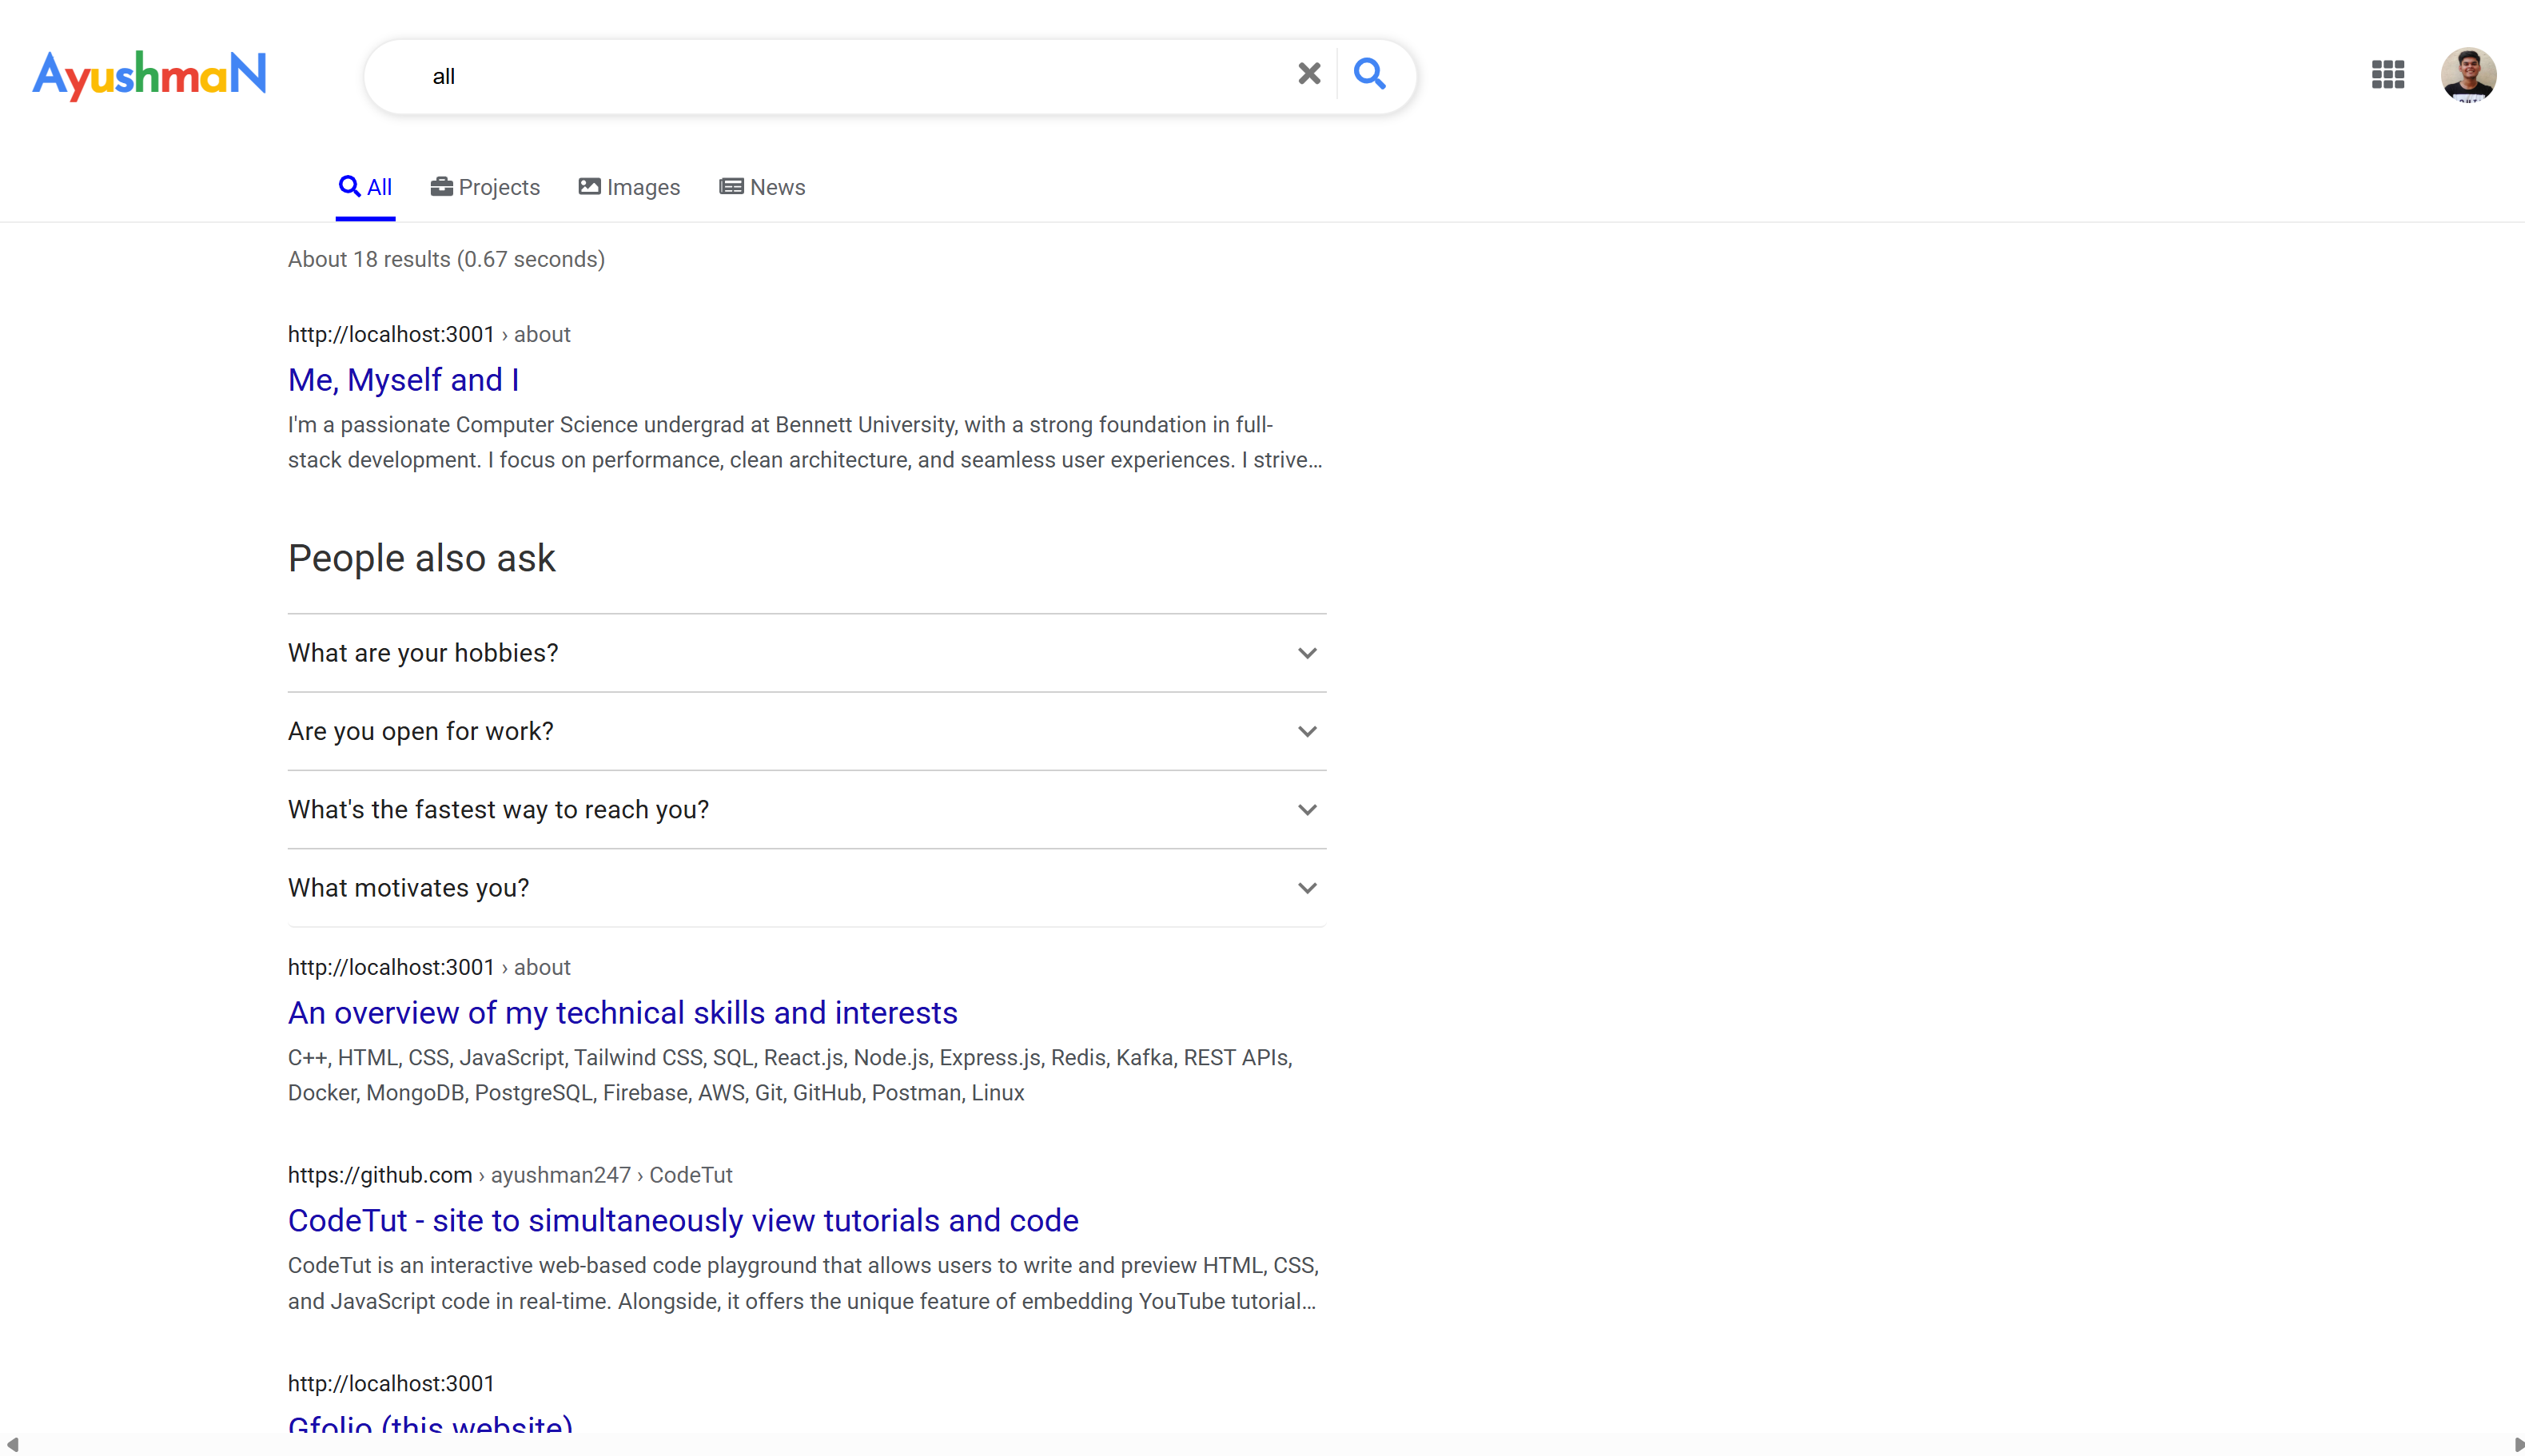 AyushmaN
all
All Projects Images News
About 18 results (0.67 seconds)
http://localhost:3001 › about
Me, Myself and I
I'm a passionate Computer Science undergrad at Bennett University, with a strong foundation in full-
stack development. I focus on performance, clean architecture, and seamless user experiences. I strive...
People also ask
What are your hobbies?
Are you open for work?
What's the fastest way to reach you?
What motivates you?
http://localhost:3001 › about
An overview of my technical skills and interests
C++, HTML, CSS, JavaScript, Tailwind CSS, SQL, React.js, Node.js, Express.js, Redis, Kafka, REST APIs,
Docker, MongoDB, PostgreSQL, Firebase, AWS, Git, GitHub, Postman, Linux
https://github.com › ayushman247 › CodeTut
CodeTut - site to simultaneously view tutorials and code
CodeTut is an interactive web-based code playground that allows users to write and preview HTML, CSS,
and JavaScript code in real-time. Alongside, it offers the unique feature of embedding YouTube tutorial...
http://localhost:3001
Gfolio (this website)